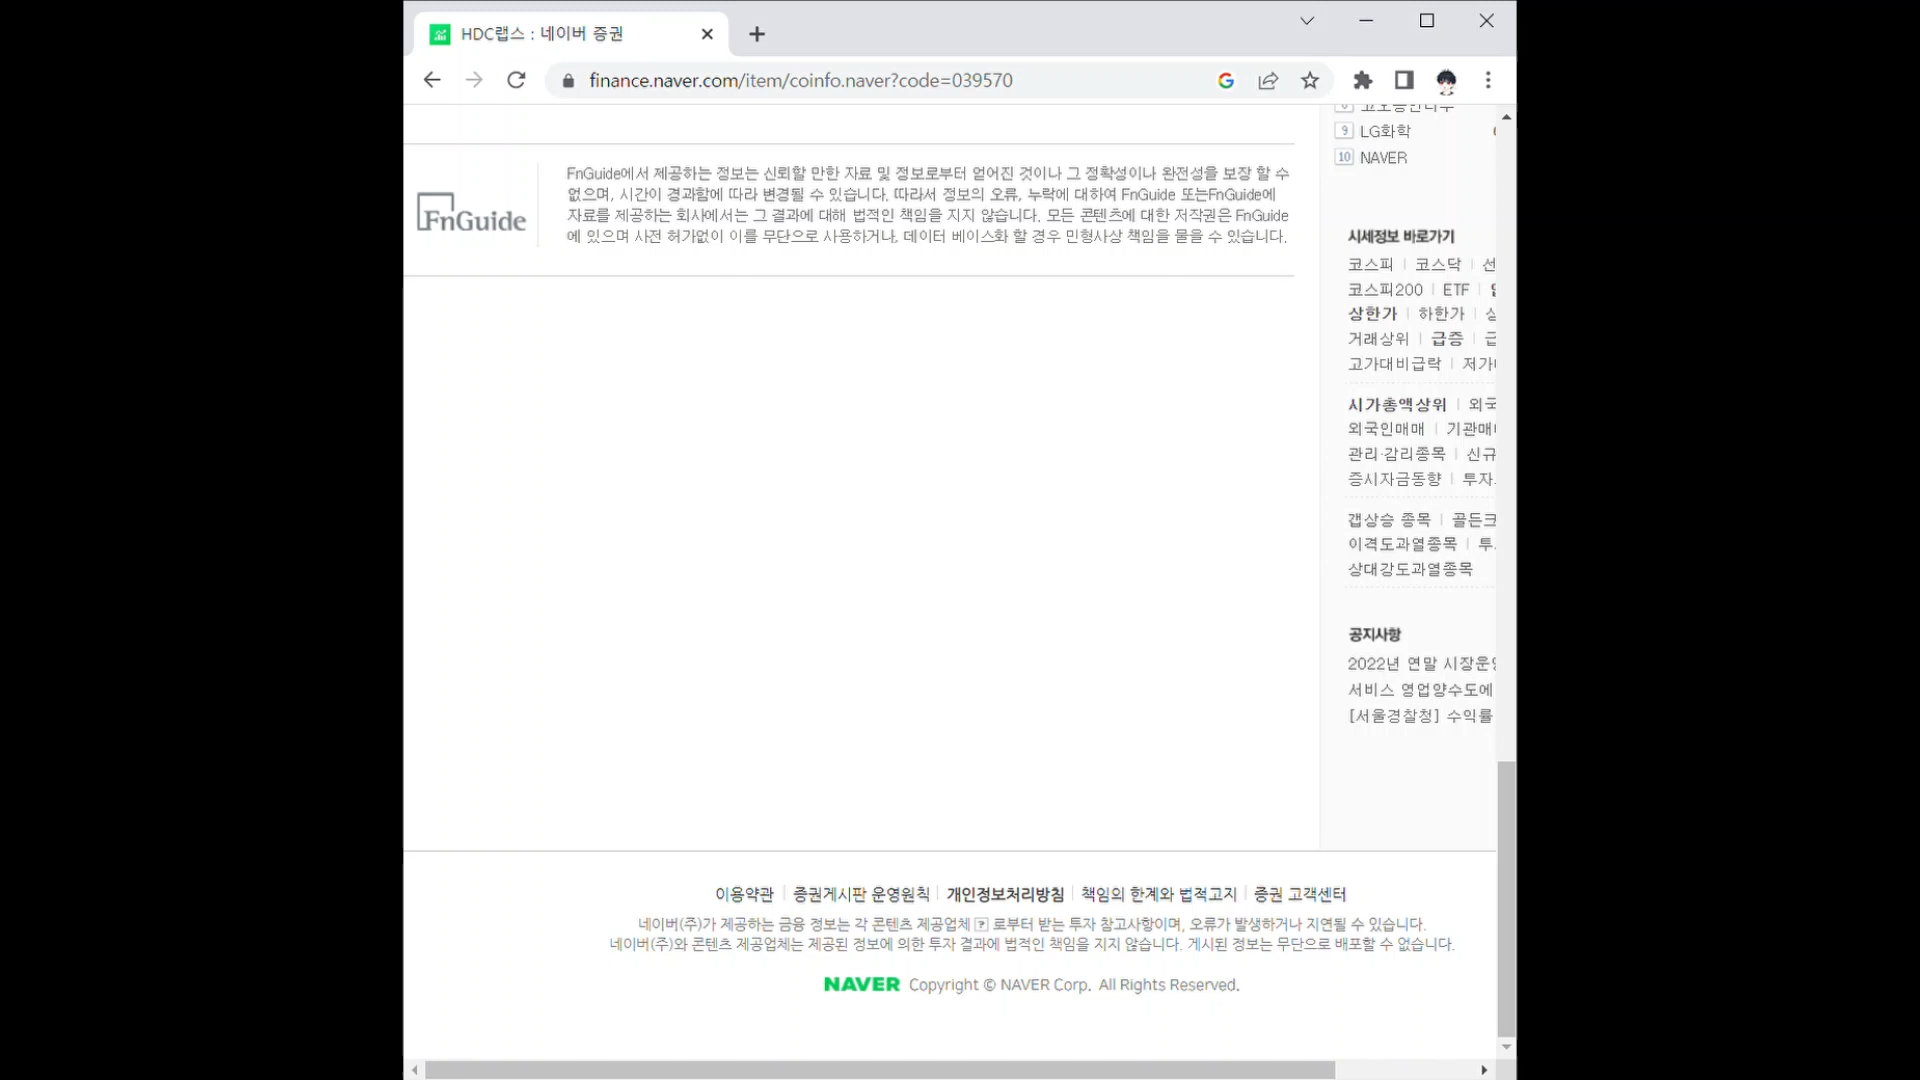 HDC랩스 : 네이버 증권
finance.naver.com/item/coinfo.naver?code=039570
FnGuide
FnGuide에서 제공하는 정보는 신뢰할 만한 자료 및 정보로부터 얻어진 것이나 그 정확성이나 완전성을 보장 할 수
없으며, 시간이 경과함에 따라 변경될 수 있습니다. 따라서 정보의 오류, 누락에 대하여 FnGuide 또는FnGuide에
자료를 제공하는 회사에서는 그 결과에 대해 법적인 책임을 지지 않습니다. 모든 콘텐츠에 대한 저작권은 FnGuide
에 있으며 사전 허가없이 이를 무단으로 사용하거나, 데이터 베이스화 할 경우 민형사상 책임을 물을 수 있습니다.
9 LG화학
10 NAVER
시세정보 바로가기
코스피 코스닥 선
코스피200 ETF
상한가 하한가
거래상위 급증 급
고가대비급락 저가
시가총액상위 외국
외국인매매 기관매
관리·감리종목 신규
증시자금동향 투자
갭상승 종목 골든크
이격도과열종목 투
상대강도과열종목
공지사항
2022년 연말 시장운영
서비스 영업양수도에
[서울경찰청] 수익률
이용약관 증권게시판 운영원칙 개인정보처리방침 책임의 한계와 법적고지 증권 고객센터
네이버(주)가 제공하는 금융 정보는 각 콘텐츠 제공업체 ? 로부터 받는 투자 참고사항이며, 오류가 발생하거나 지연될 수 있습니다.
네이버(주)와 콘텐츠 제공업체는 제공된 정보에 의한 투자 결과에 법적인 책임을 지지 않습니다. 게시된 정보는 무단으로 배포할 수 없습니다.
NAVER Copyright © NAVER Corp. All Rights Reserved.